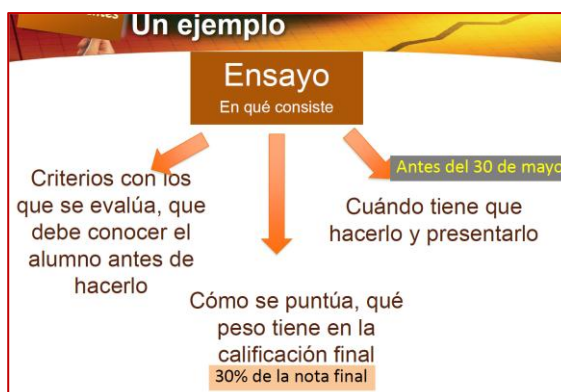 Un ejemplo
Ensayo
En qué consiste
Criterios con los
que se evalúa, que
debe conocer el
alumno antes de
hacerlo
Cómo se puntúa, qué
peso tiene en la
calificación final
30% de la nota final
Antes del 30 de mayo
Cuándo tiene que
hacerlo y presentarlo